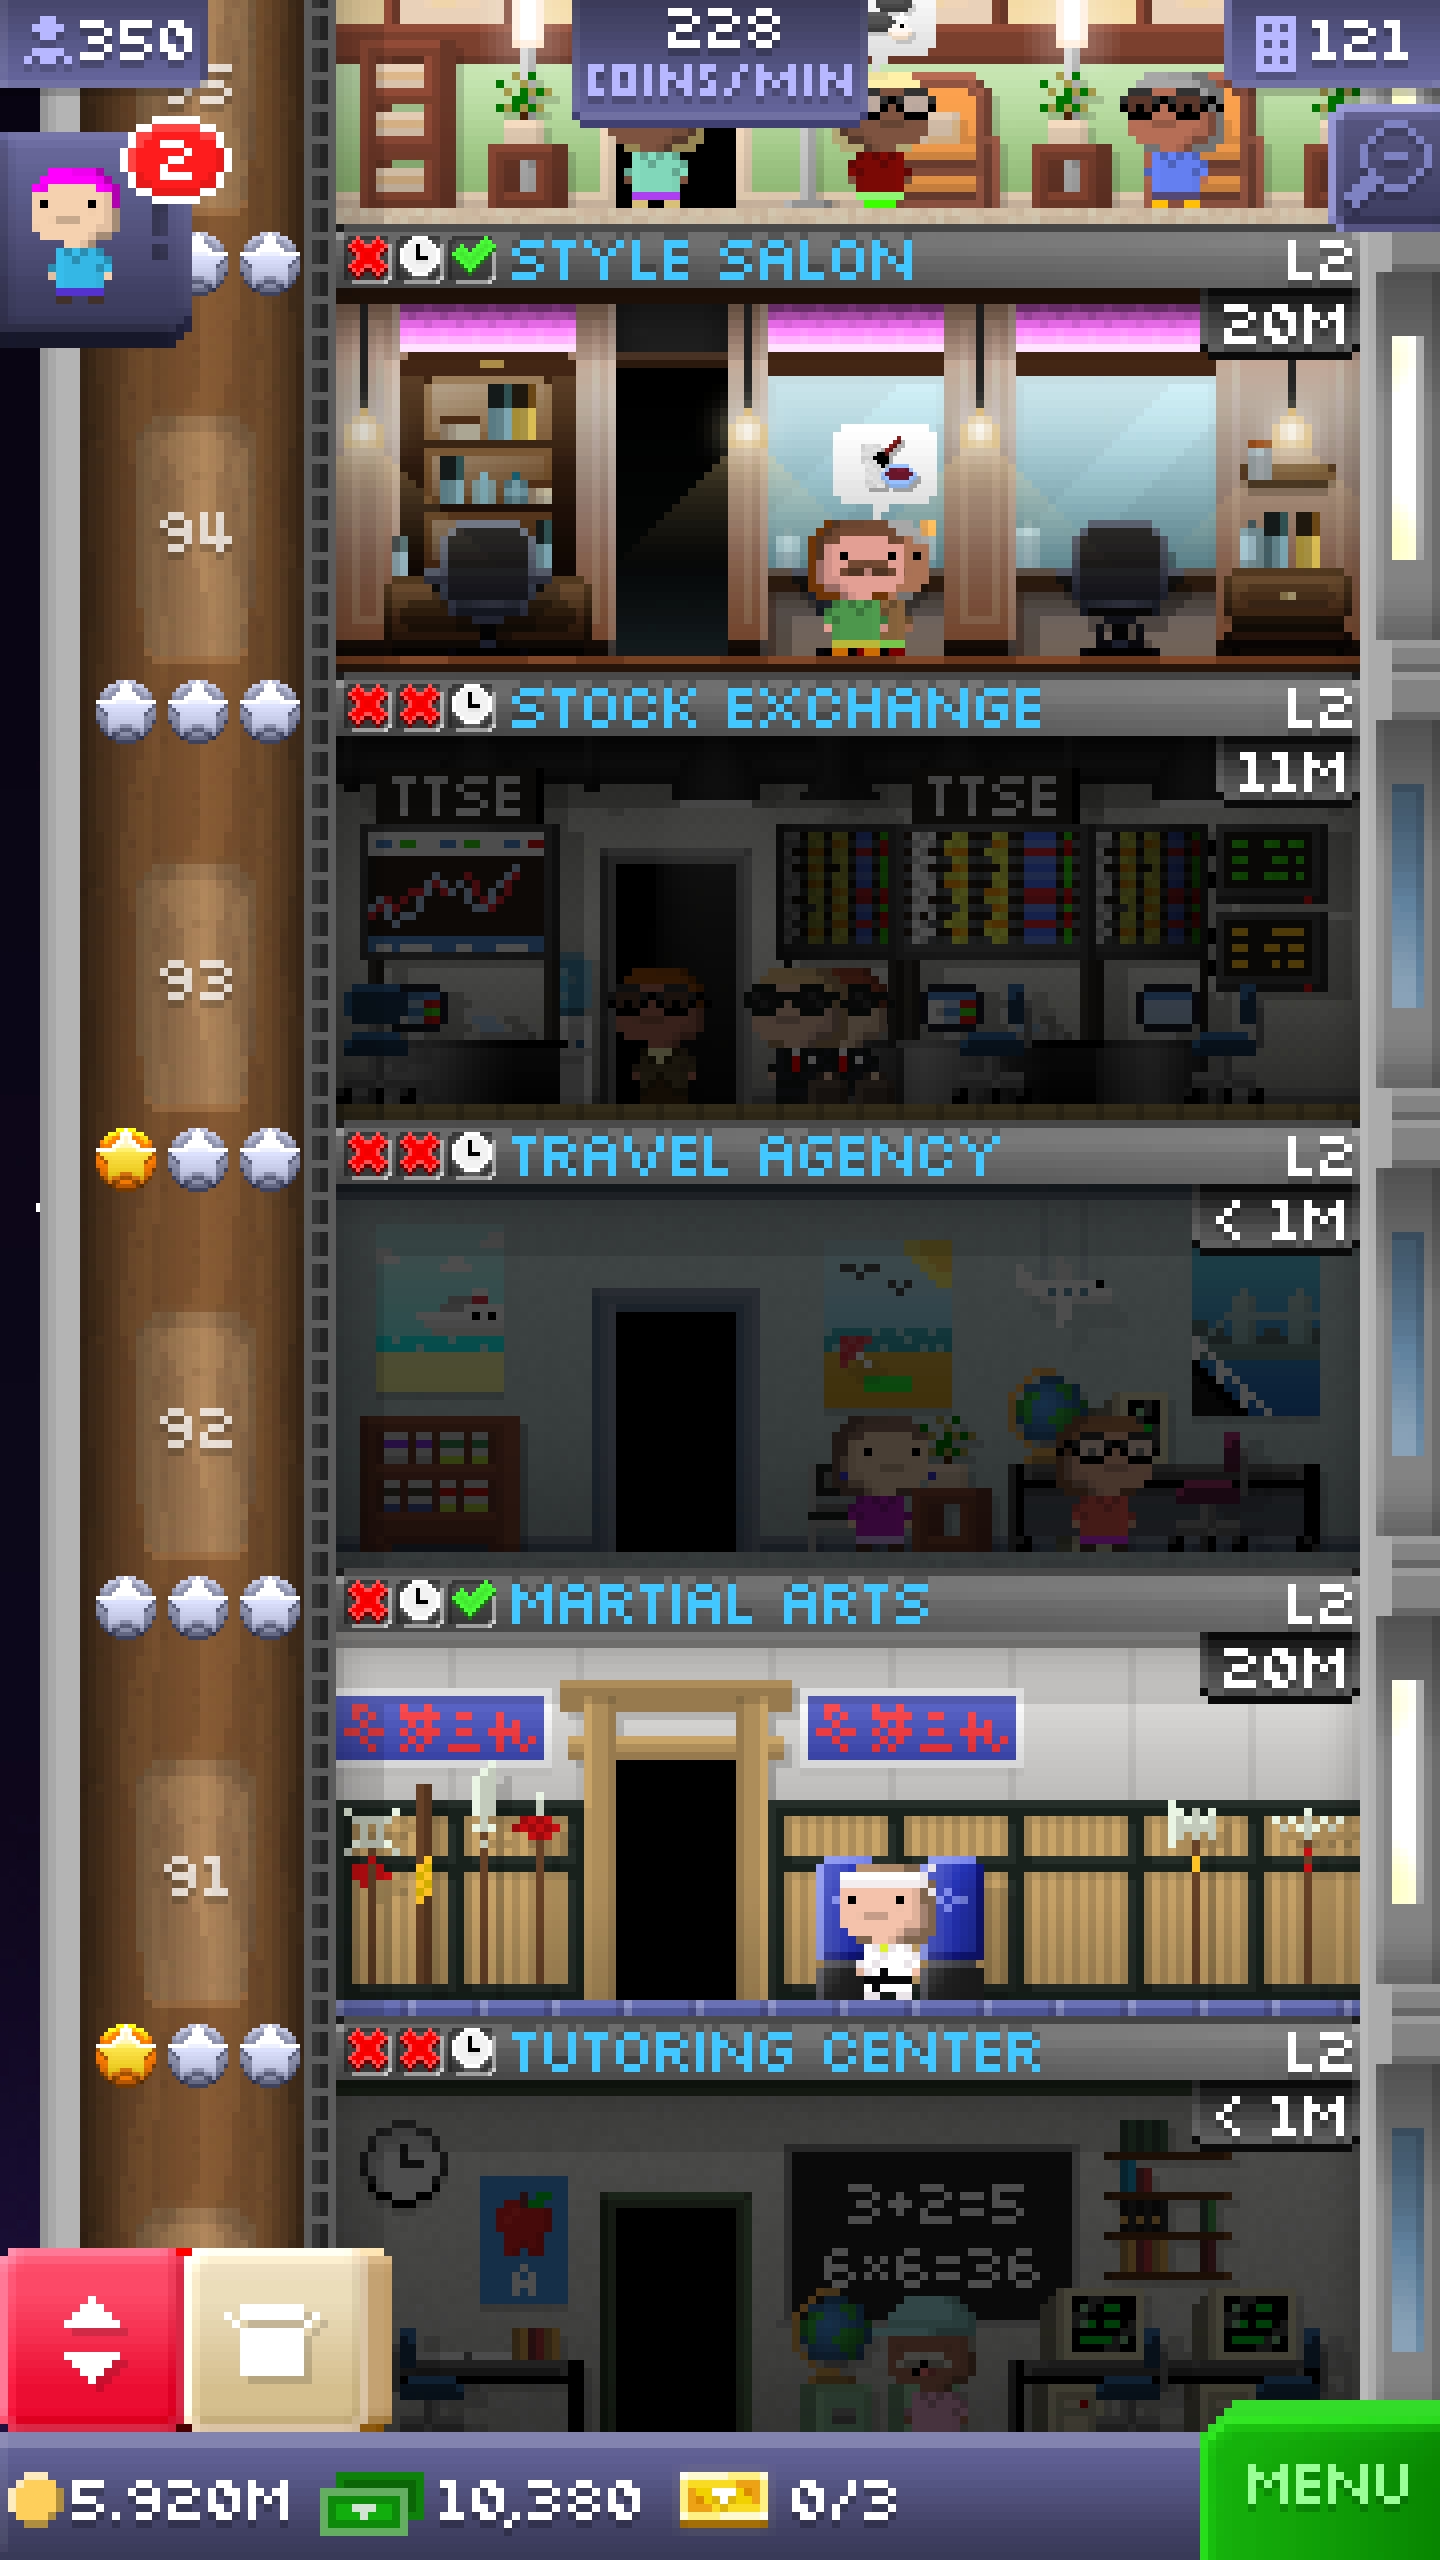 350
228
COINS/MIN
121
2
STYLE SALON
L2
20M
94
STOCK EXCHANGE
L2
11M
TTSE
TTSE
93
TRAVEL AGENCY
L2
< 1M
92
MARTIAL ARTS
L2
20M
91
TUTORING CENTER
L2
< 1M
3+2=5
6×6=36
A
5.920M
10,380
0/3
MENU